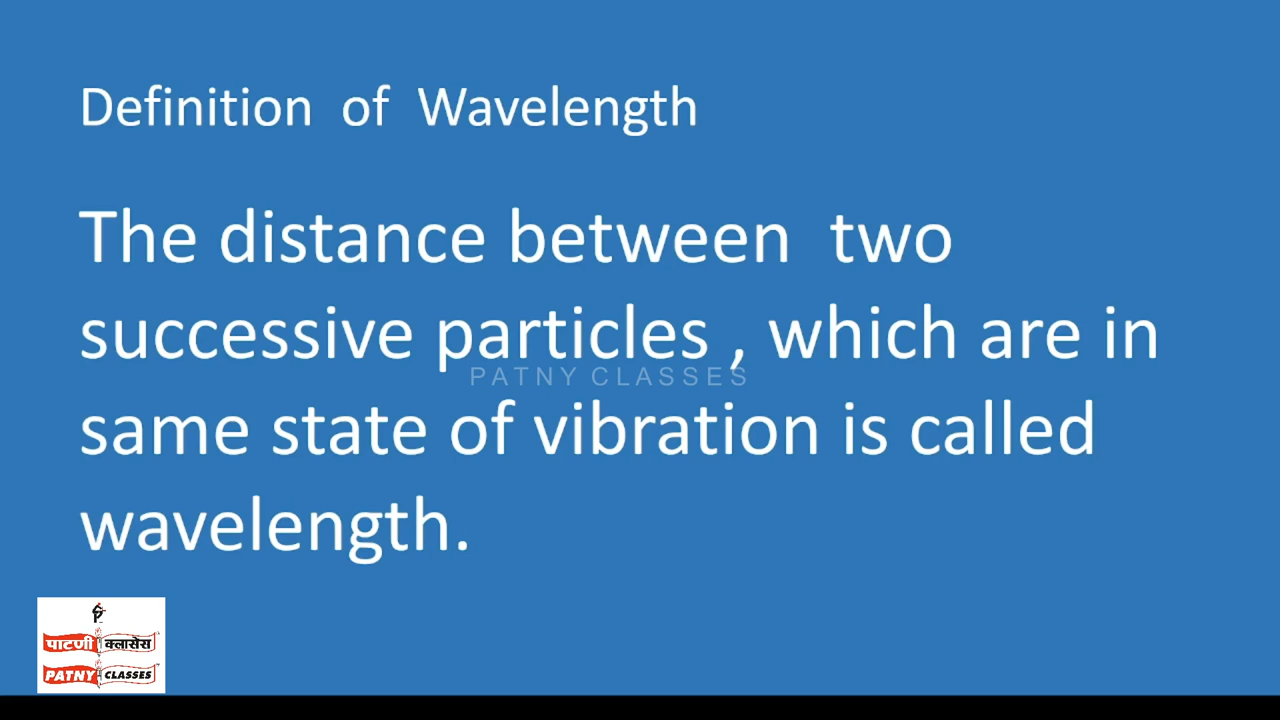 Definition of Wavelength
The distance between two
successive particles , which are in
PATNY CLASSES
same state of vibration is called
wavelength.
पाटणी क्लासेस
PATNY CLASSES